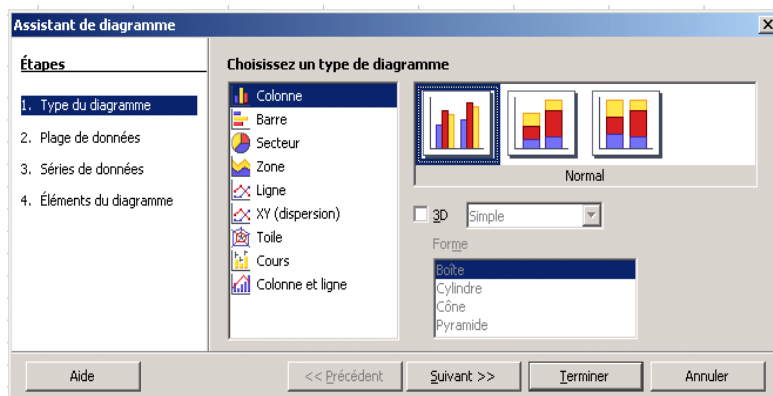 Assistant de diagramme
Étapes
1. Type du diagramme
2. Plage de données
3. Séries de données
4. Éléments du diagramme
Choisissez un type de diagramme
Colonne
Barre
Secteur
Zone
Ligne
XY (dispersion)
Toile
Cours
Colonne et ligne
Normal
3D Simple
Forme
Boîte
Cylindre
Cône
Pyramide
Aide << Précédent Suivant >> Terminer Annuler